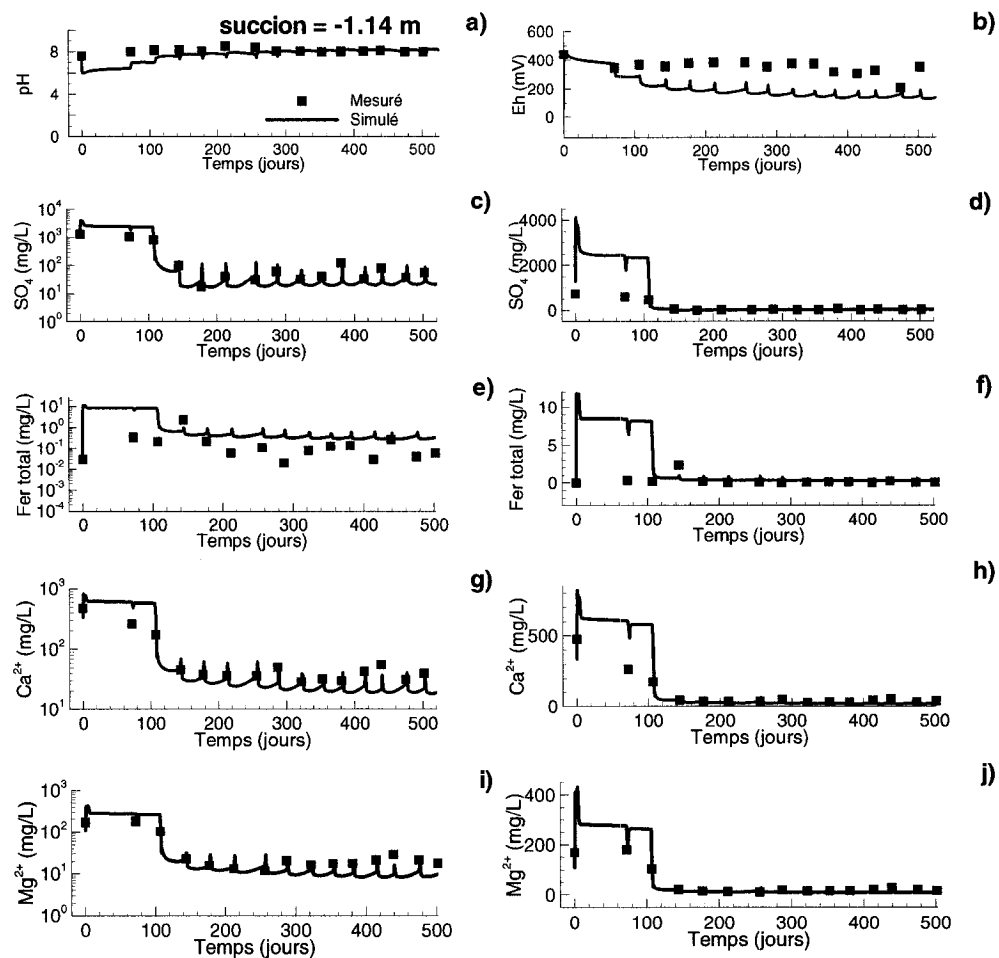 succion = -1.14 m
a)
pH
8
6
4
2
0
Mesuré
Simulé
0 100 200 300 400 500
Temps (jours)
b)
Eh (mV)
600
400
200
0
0 100 200 300 400 500
Temps (jours)
c)
SO4 (mg/L)
10^4
10^3
10^2
10^1
10^0
0 100 200 300 400 500
Temps (jours)
d)
SO4 (mg/L)
4000
2000
0
0 100 200 300 400 500
Temps (jours)
e)
Fer total (mg/L)
10^1
10^0
10^-1
10^-2
10^-3
10^-4
0 100 200 300 400 500
Temps (jours)
f)
Fer total (mg/L)
10
5
0
0 100 200 300 400 500
Temps (jours)
g)
Ca2+ (mg/L)
10^3
10^2
10^1
0 100 200 300 400 500
Temps (jours)
h)
Ca2+ (mg/L)
500
0
0 100 200 300 400 500
Temps (jours)
i)
Mg2+ (mg/L)
10^3
10^2
10^1
10^0
0 100 200 300 400 500
Temps (jours)
j)
Mg2+ (mg/L)
400
200
0
0 100 200 300 400 500
Temps (jours)